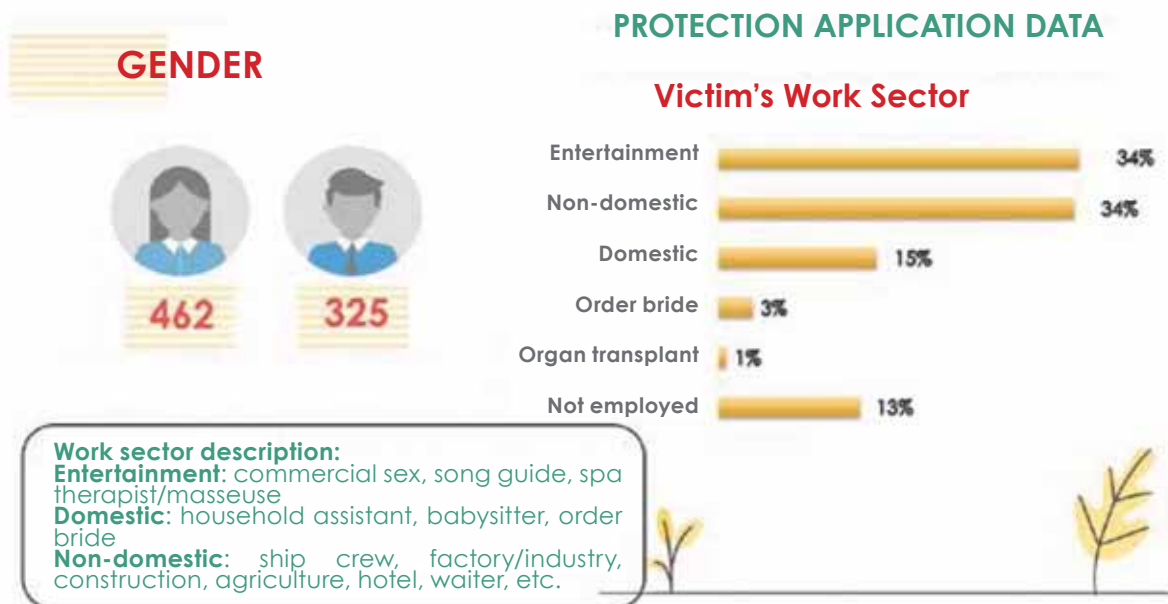 GENDER
462
325
PROTECTION APPLICATION DATA
Victim's Work Sector
Entertainment 34%
Non-domestic 34%
Domestic 15%
Order bride 3%
Organ transplant 1%
Not employed 13%
Work sector description:
Entertainment: commercial sex, song guide, spa
therapist/masseuse
Domestic: household assistant, babysitter, order
bride
Non-domestic: ship crew, factory/industry,
construction, agriculture, hotel, waiter, etc.